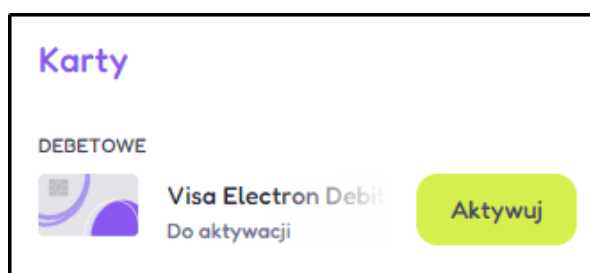 Karty
DEBETOWE
Visa Electron Debit
Do aktywacji
Aktywuj